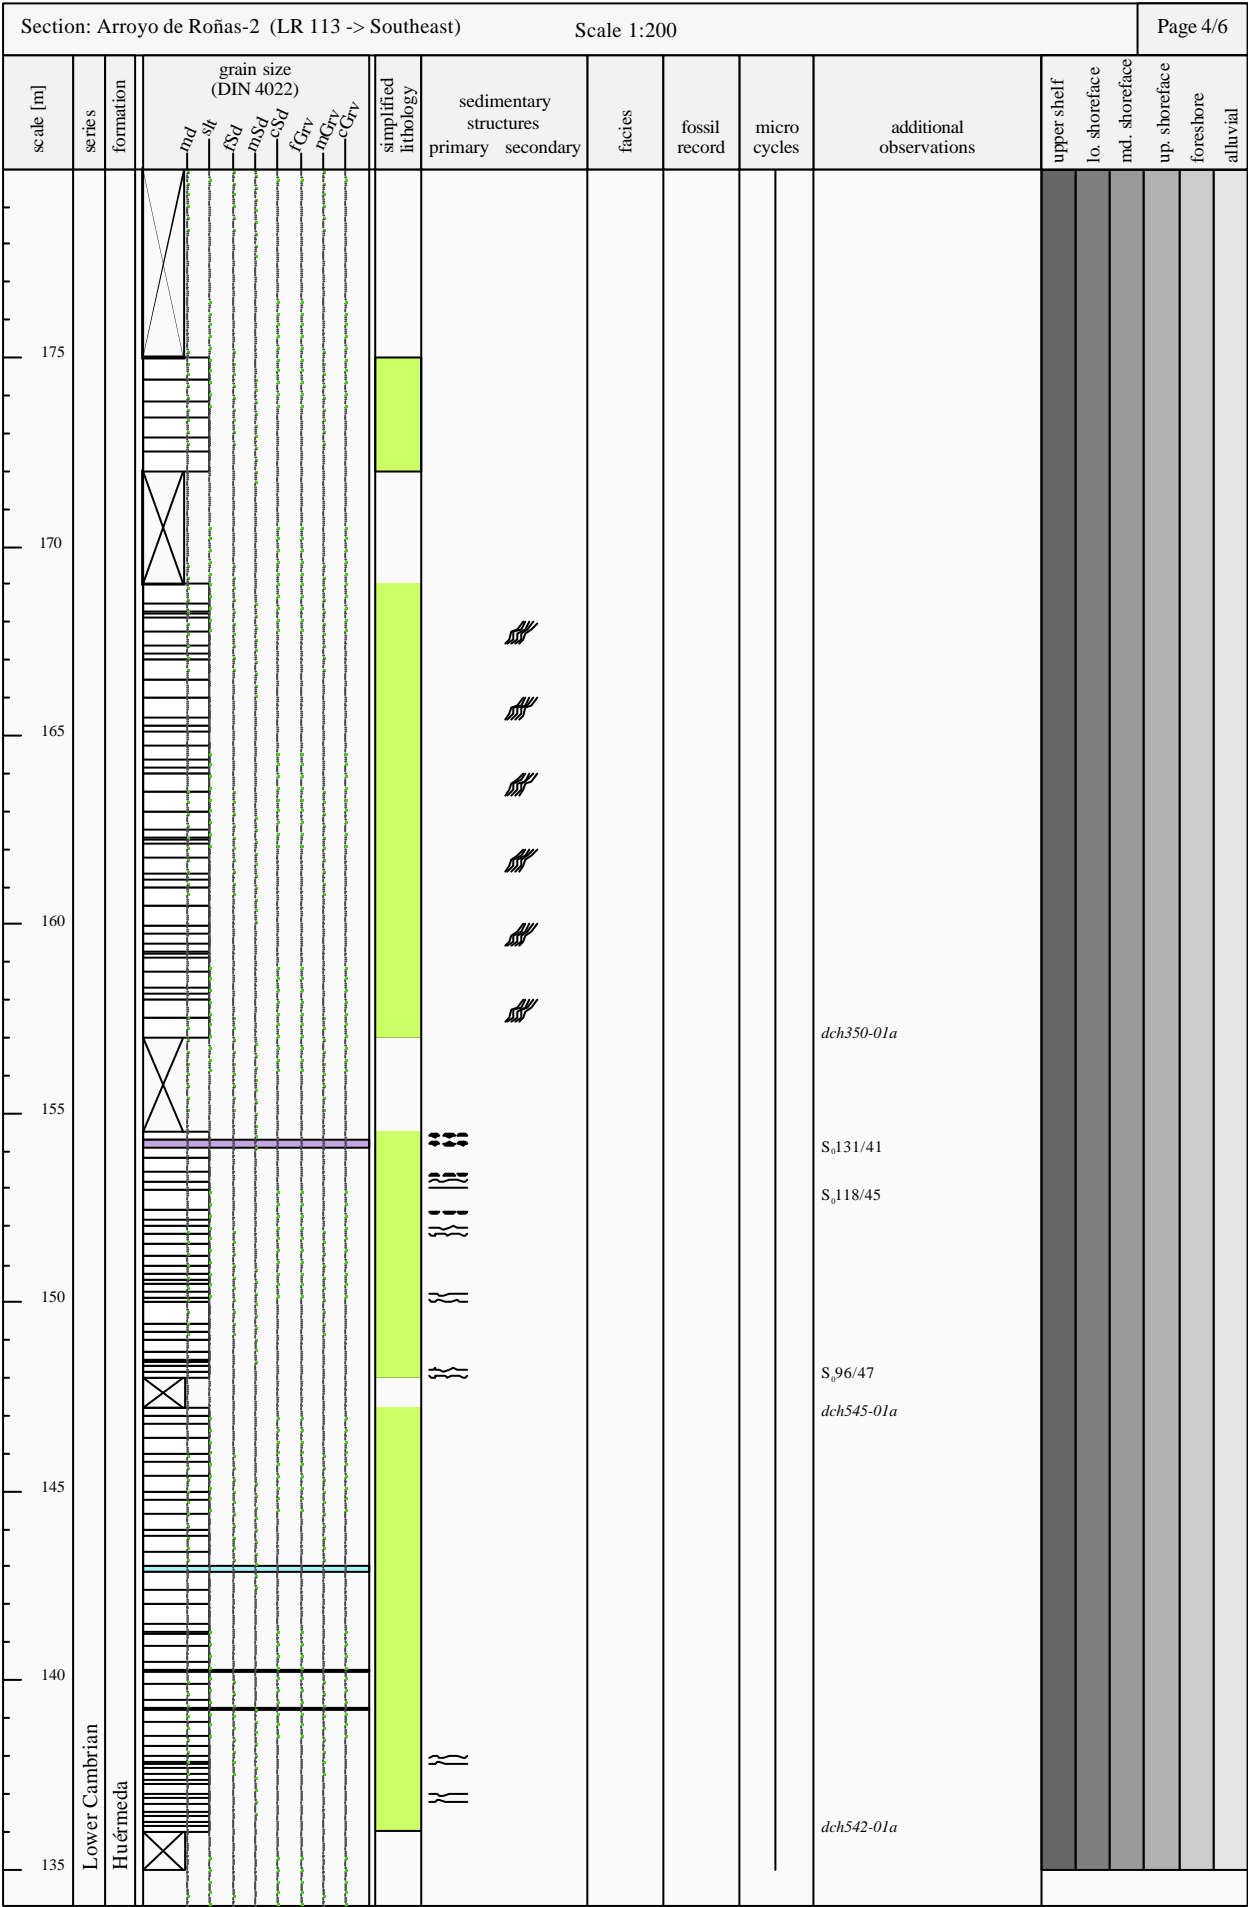 Section: Arroyo de Roñas-2 (LR 113 -> Southeast)
Scale 1:200
Page 4/6
scale [m]
series
formation
grain size
(DIN 4022)
md
slt
fSd
mSd
cSd
fGrv
mGrv
cGrv
simplified
lithology
sedimentary
structures
primary secondary
facies
fossil
record
micro
cycles
additional
observations
upper shelf
lo. shoreface
md. shoreface
up. shoreface
foreshore
alluvial
175
170
165
160
dch350-01a
155
S₀131/41
S₀118/45
150
S₀96/47
dch545-01a
145
140
Lower Cambrian
Huérmeda
dch542-01a
135